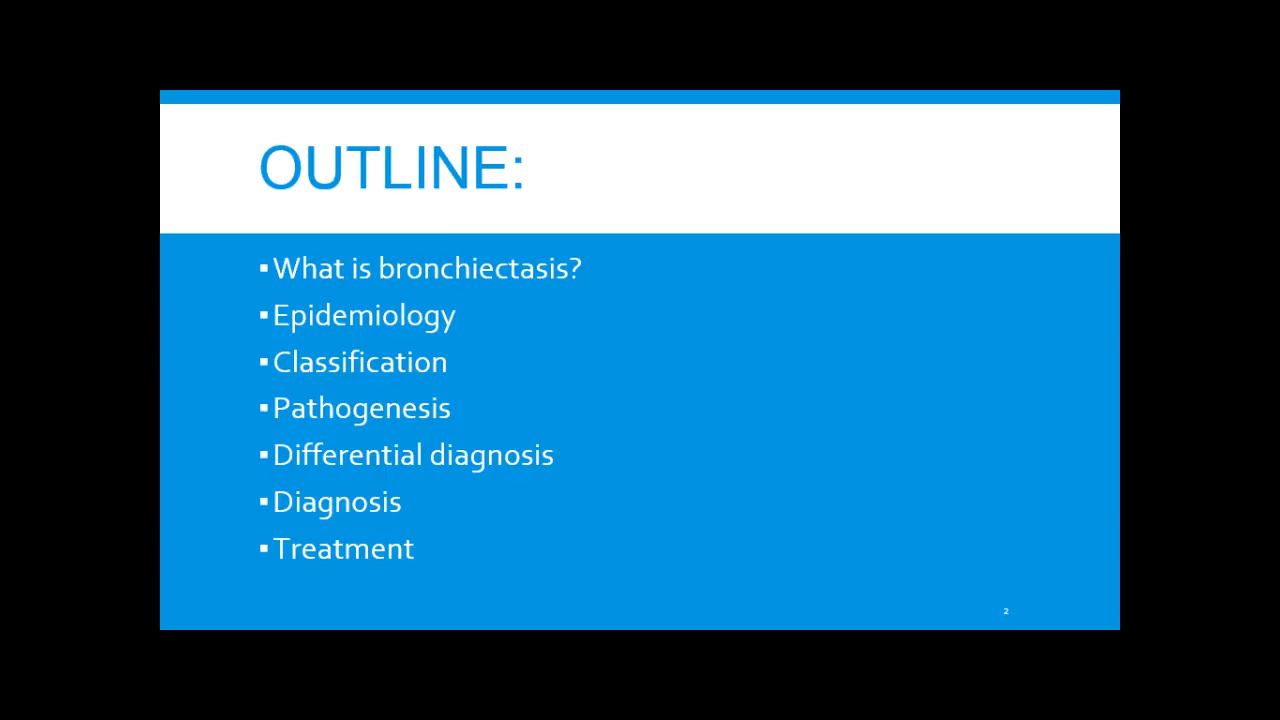 OUTLINE:
▪What is bronchiectasis?
▪Epidemiology
▪Classification
▪Pathogenesis
▪Differential diagnosis
▪Diagnosis
▪Treatment
2